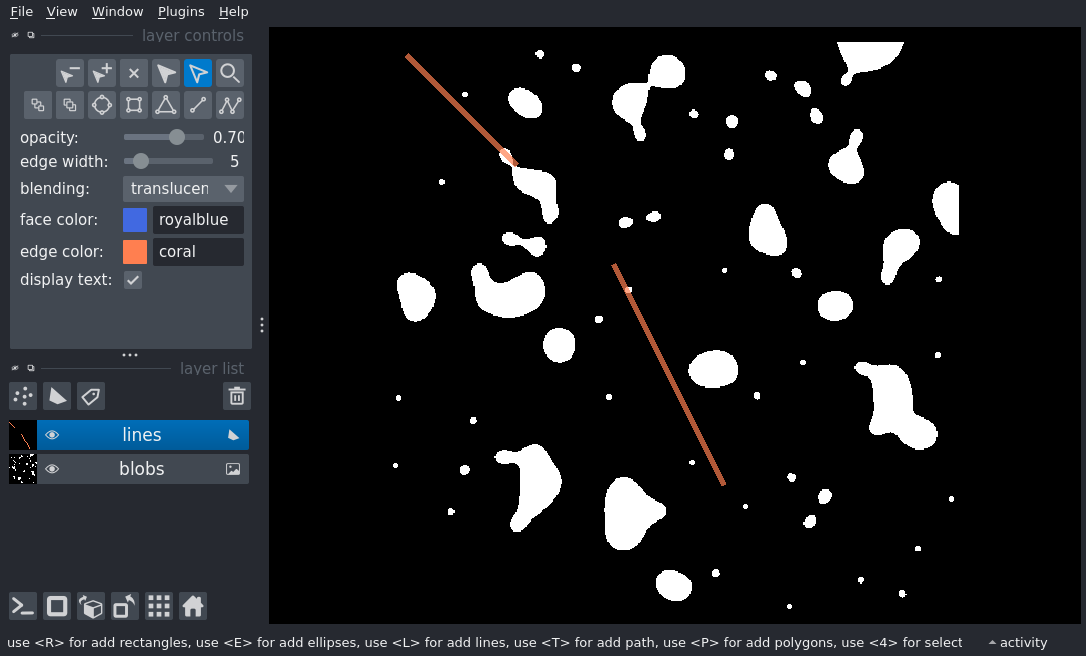 File View Window Plugins Help
layer controls
opacity: 0.70
edge width: 5
blending: translucen
face color: royalblue
edge color: coral
display text:
layer list
lines
blobs
use <R> for add rectangles, use <E> for add ellipses, use <L> for add lines, use <T> for add path, use <P> for add polygons, use <4> for select
activity